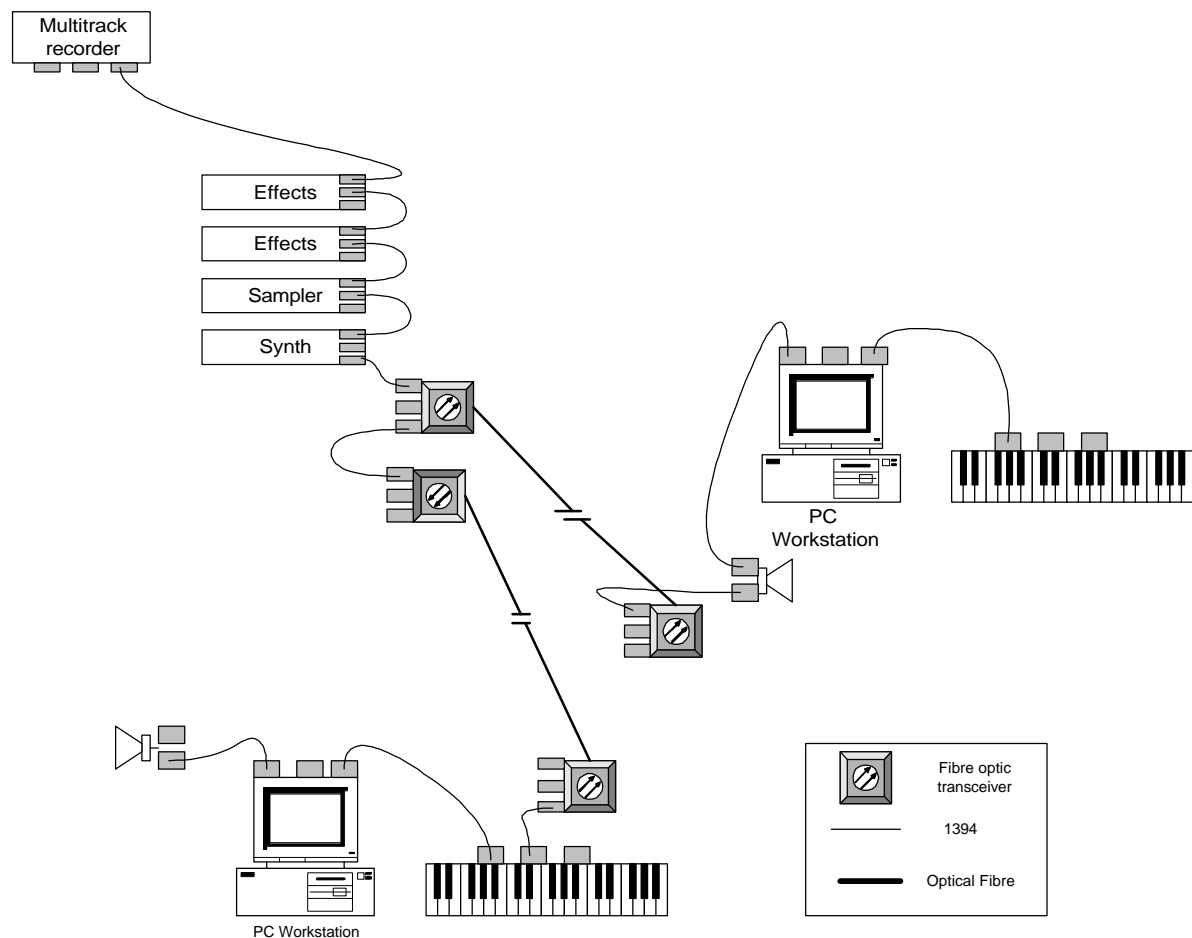 Multitrack
recorder
Effects
Effects
Sampler
Synth
PC
Workstation
PC Workstation
Fibre optic
transceiver
1394
Optical Fibre